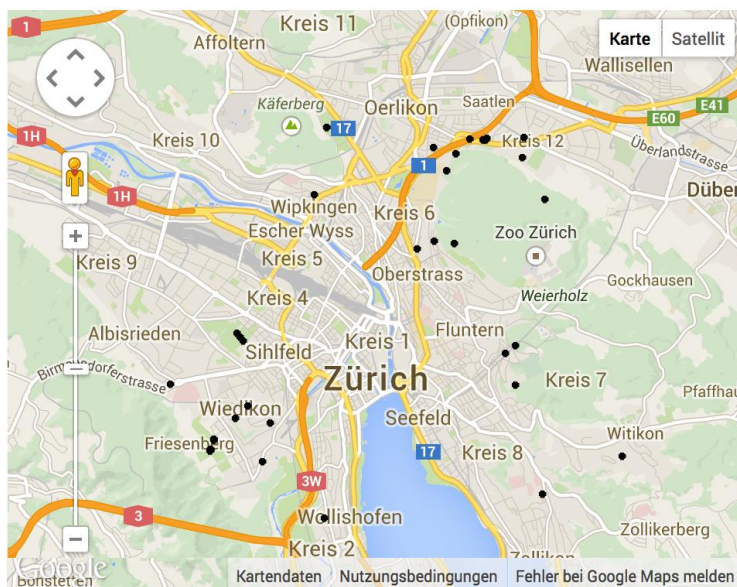 1
Kreis 11
(Opfikon)
Affoltern
Karte
Satellit
Wallisellen
Käferberg
Oerlikon
Saatlen
E41
E60
17
1H
Kreis 10
Kreis 12
Überlandstrasse
1
1H
Wipkingen
Kreis 6
Dübe
Escher Wyss
Zoo Zürich
Kreis 5
Kreis 9
Oberstrass
Gockhausen
Kreis 4
Weierholz
Albisrieden
Fluntern
Kreis 1
Sihlfeld
Birmensdorferstrasse
Zürich
Kreis 7
Pfaffhau
Wiedikon
Seefeld
Witikon
Friesenberg
17
Kreis 8
3W
3
Wollishofen
Zollikerberg
Kreis 2
Zollikon
Google
Bonstetten
Kartendaten
Nutzungsbedingungen
Fehler bei Google Maps melden